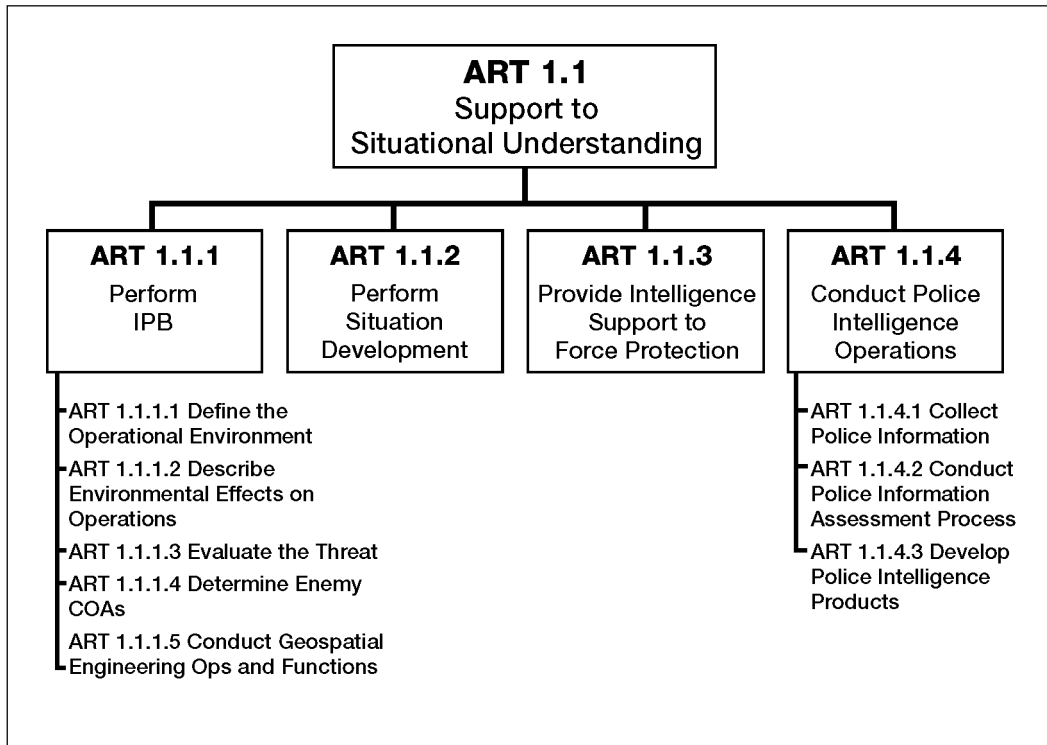 ART 1.1
Support to
Situational Understanding
ART 1.1.1
Perform
IPB
ART 1.1.2
Perform
Situation
Development
ART 1.1.3
Provide Intelligence
Support to
Force Protection
ART 1.1.4
Conduct Police
Intelligence
Operations
ART 1.1.1.1 Define the
Operational Environment
ART 1.1.1.2 Describe
Environmental Effects on
Operations
ART 1.1.1.3 Evaluate the Threat
ART 1.1.1.4 Determine Enemy
COAs
ART 1.1.1.5 Conduct Geospatial
Engineering Ops and Functions
ART 1.1.4.1 Collect
Police Information
ART 1.1.4.2 Conduct
Police Information
Assessment Process
ART 1.1.4.3 Develop
Police Intelligence
Products